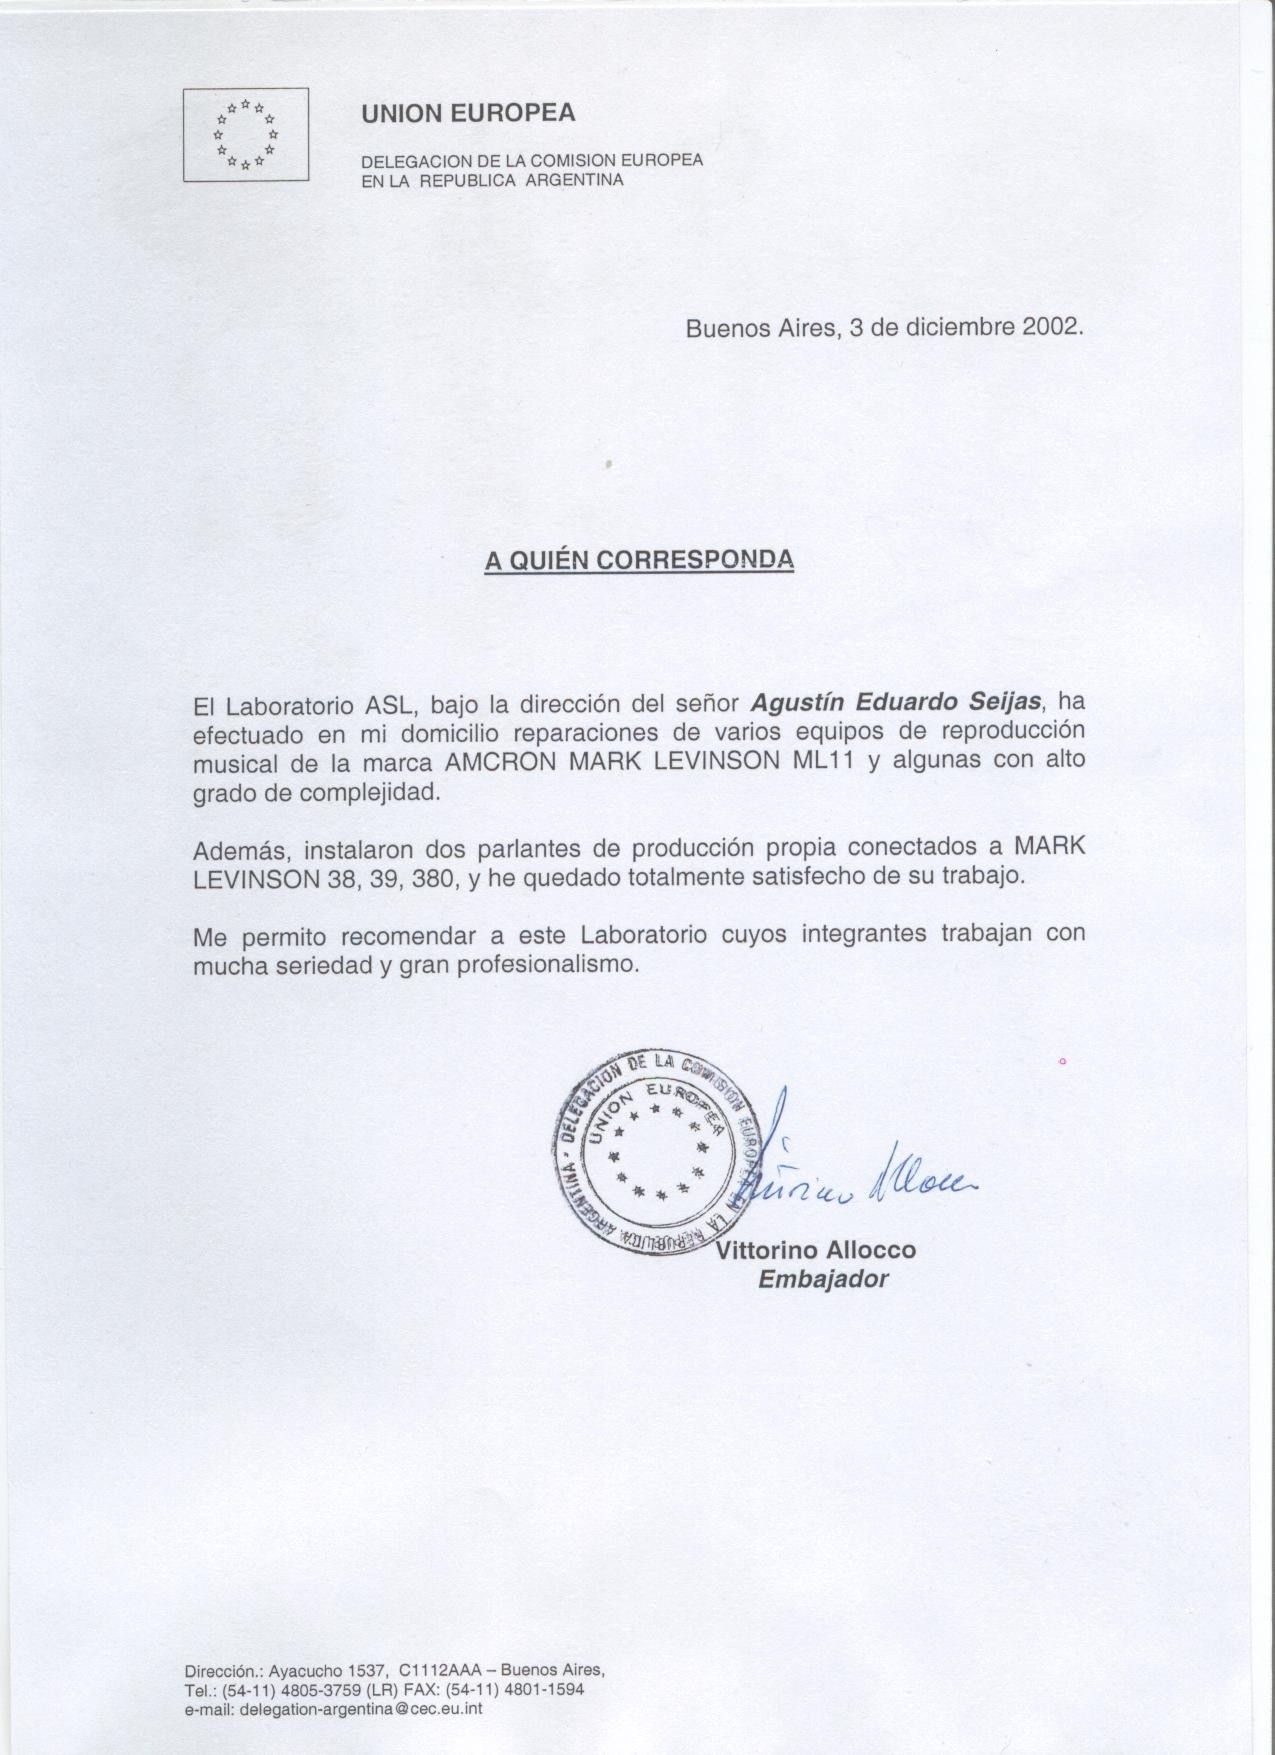 UNION EUROPEA
DELEGACION DE LA COMISION EUROPEA
EN LA REPUBLICA ARGENTINA
Buenos Aires, 3 de diciembre 2002.
A QUIÉN CORRESPONDA
El Laboratorio ASL, bajo la dirección del señor Agustín Eduardo Seijas, ha
efectuado en mi domicilio reparaciones de varios equipos de reproducción
musical de la marca AMCRON MARK LEVINSON ML11 y algunas con alto
grado de complejidad.
Además, instalaron dos parlantes de producción propia conectados a MARK
LEVINSON 38, 39, 380, y he quedado totalmente satisfecho de su trabajo.
Me permito recomendar a este Laboratorio cuyos integrantes trabajan con
mucha seriedad y gran profesionalismo.
DELEGACION DE LA COMISION EUROPEA EN LA REPUBLICA ARGENTINA -
UNION EUROPEA
Vittorino Allocco
Embajador
Dirección.: Ayacucho 1537, C1112AAA – Buenos Aires,
Tel.: (54-11) 4805-3759 (LR) FAX: (54-11) 4801-1594
e-mail: delegation-argentina@cec.eu.int